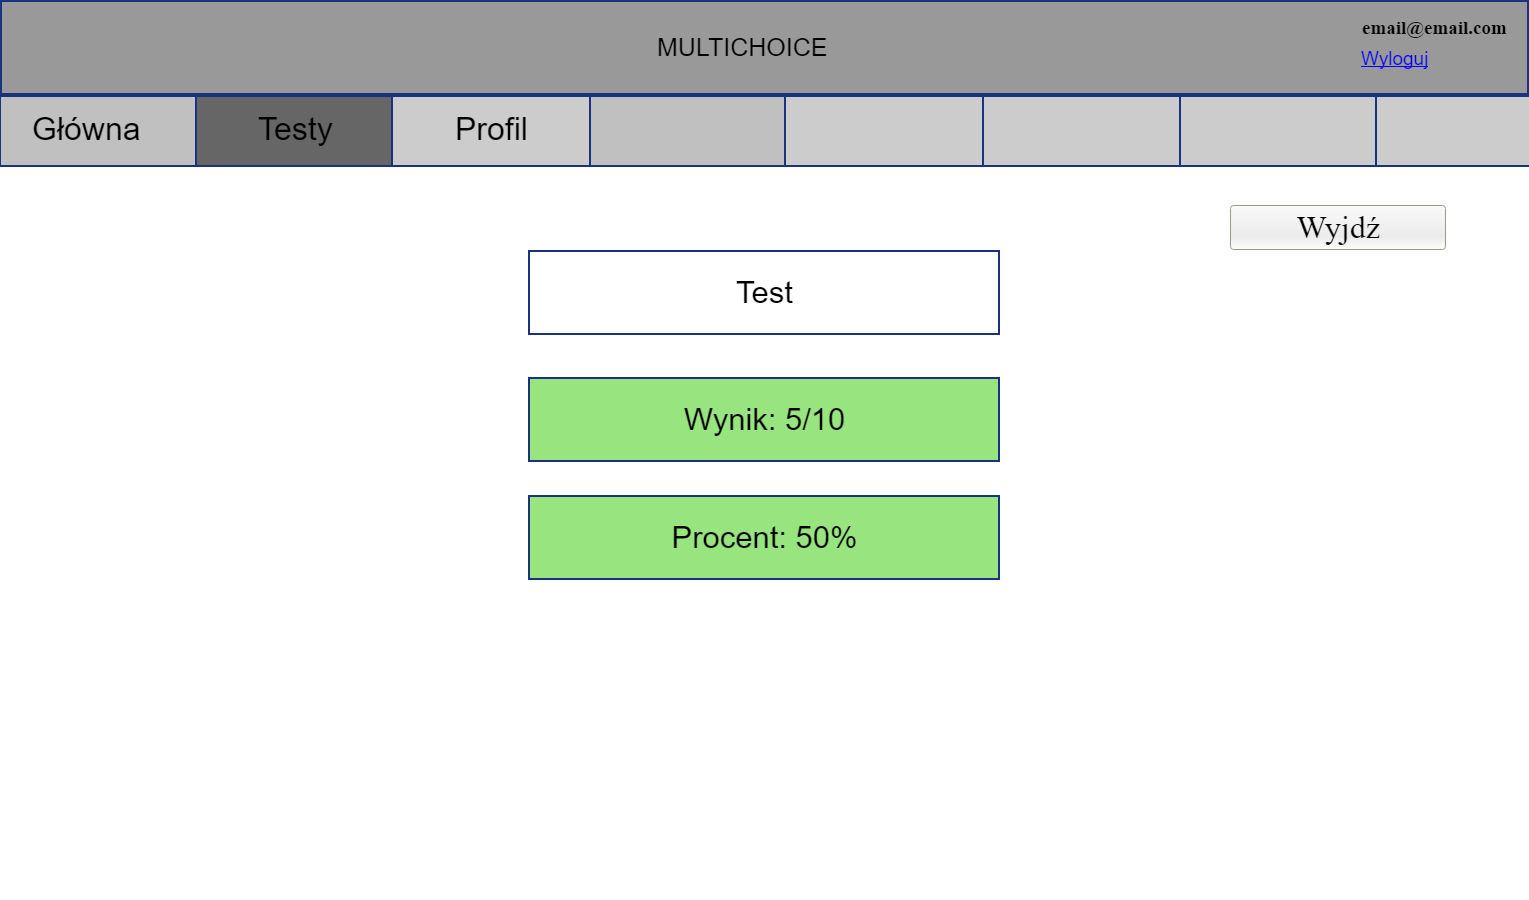 MULTICHOICE
email@email.com
Wyloguj
Główna
Testy
Profil
Wyjdź
Test
Wynik: 5/10
Procent: 50%